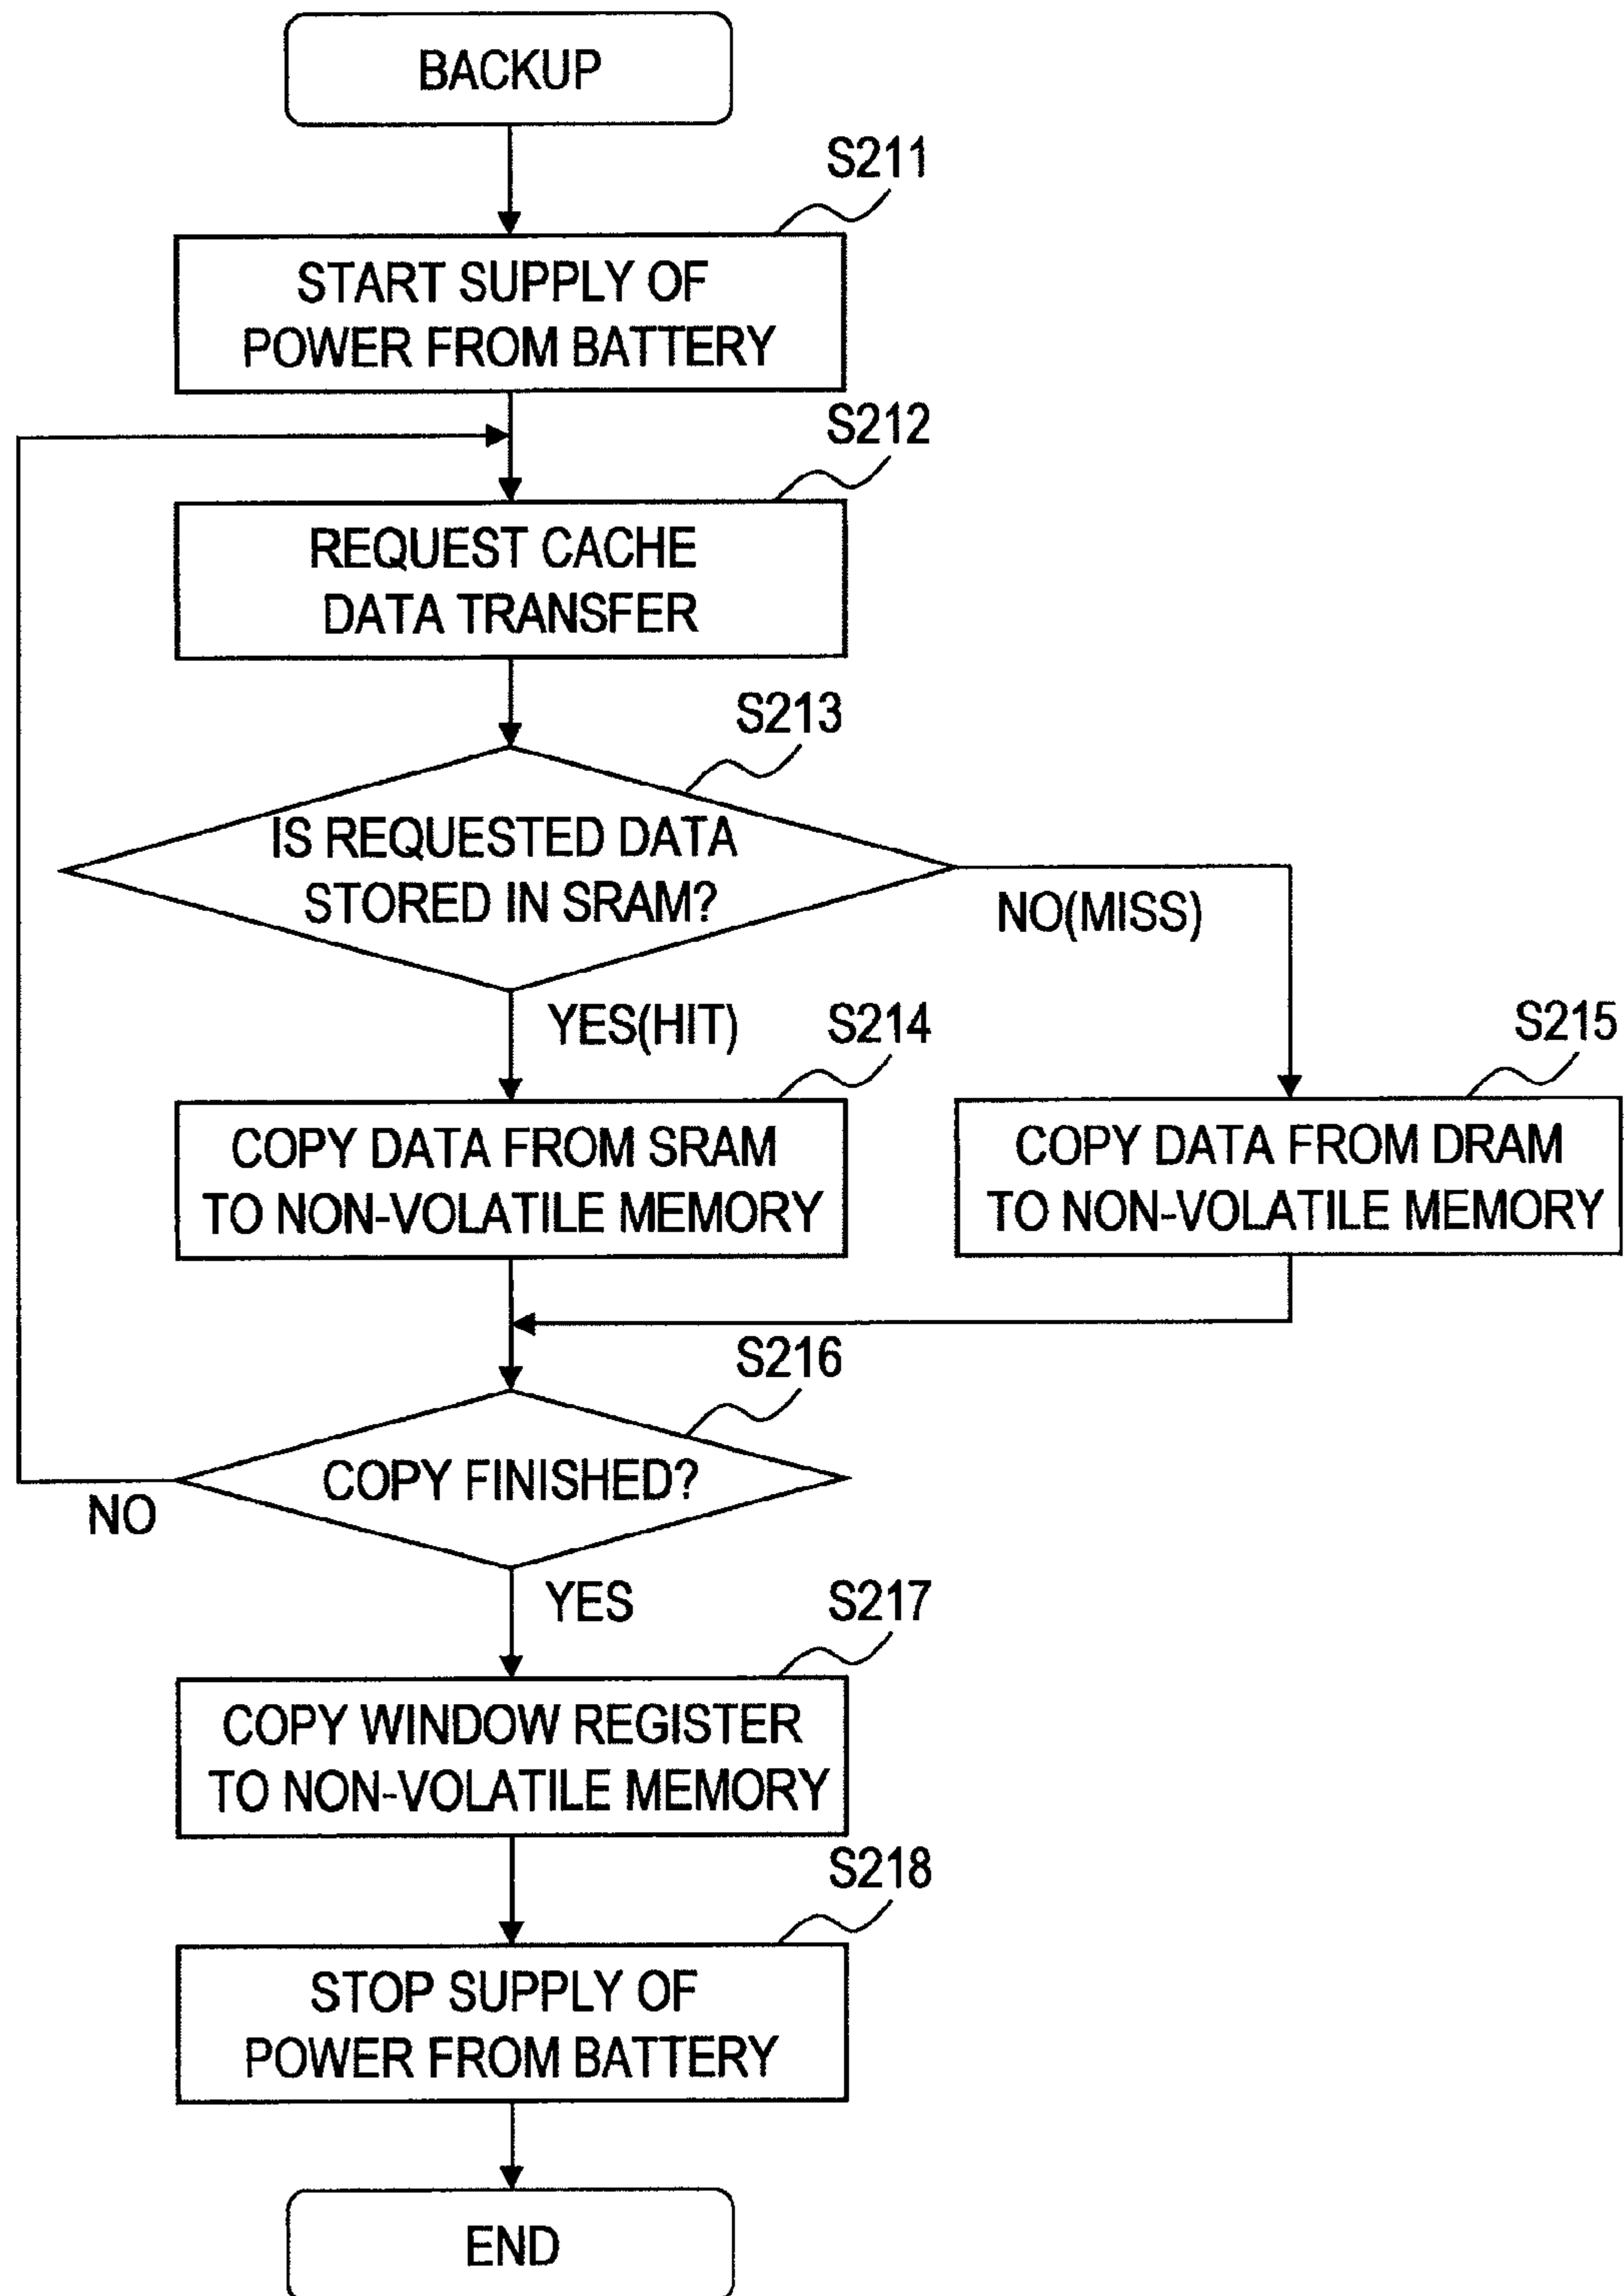 BACKUP
S211
START SUPPLY OF
POWER FROM BATTERY
S212
REQUEST CACHE
DATA TRANSFER
S213
IS REQUESTED DATA
STORED IN SRAM?
NO(MISS)
YES(HIT)
S214
S215
COPY DATA FROM SRAM
TO NON-VOLATILE MEMORY
COPY DATA FROM DRAM
TO NON-VOLATILE MEMORY
S216
COPY FINISHED?
NO
YES
S217
COPY WINDOW REGISTER
TO NON-VOLATILE MEMORY
S218
STOP SUPPLY OF
POWER FROM BATTERY
END